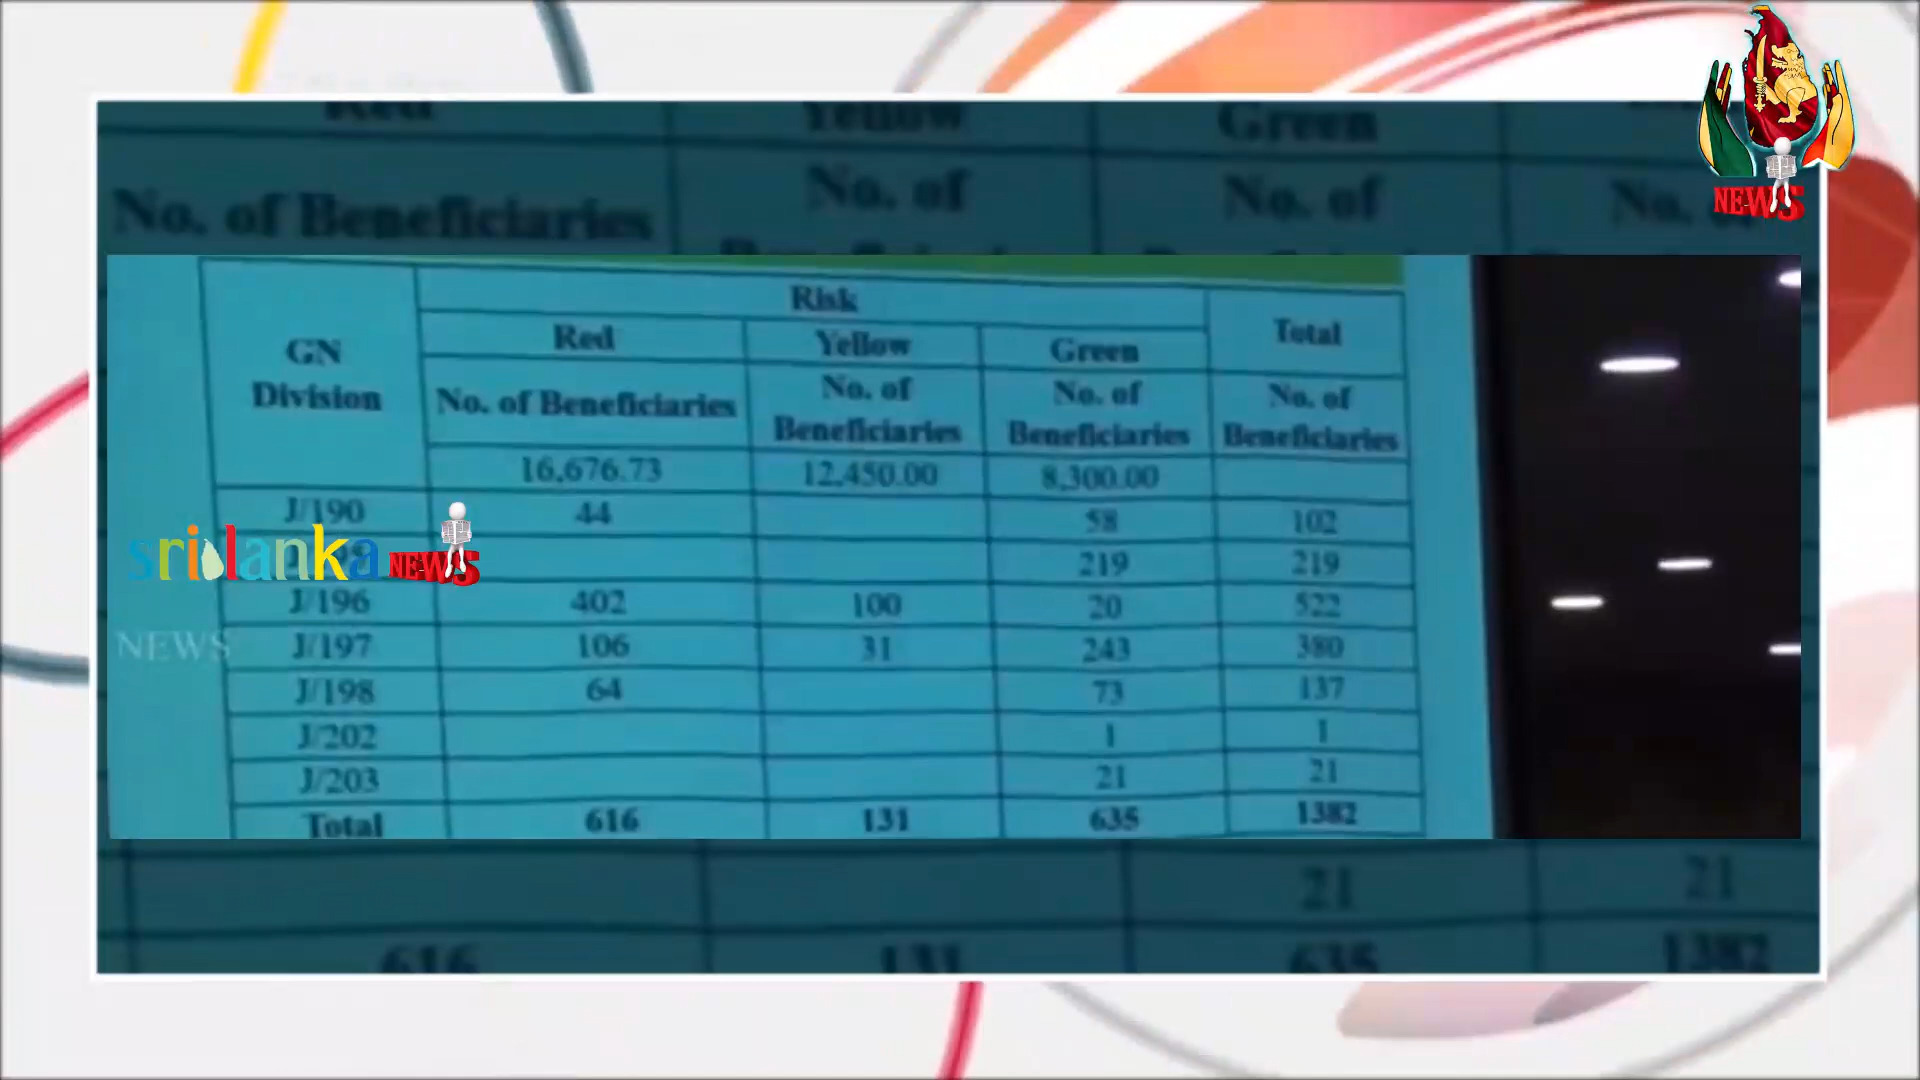 Red Yellow Green
No. of Beneficiaries No. of No. of No. of
NEWS
Risk
Red Yellow Green Total
GN Division
No. of Beneficiaries No. of Beneficiaries No. of Beneficiaries No. of Beneficiaries
16,676.73 12,450.00 8,300.00
J/190 44 58 102
219 219
srilanka NEWS
J/196 402 100 20 522
NEWS
J/197 106 31 243 380
J/198 64 73 137
J/202 1 1
J/203 21 21
Total 616 131 635 1382
21 21
616 131 635 1382